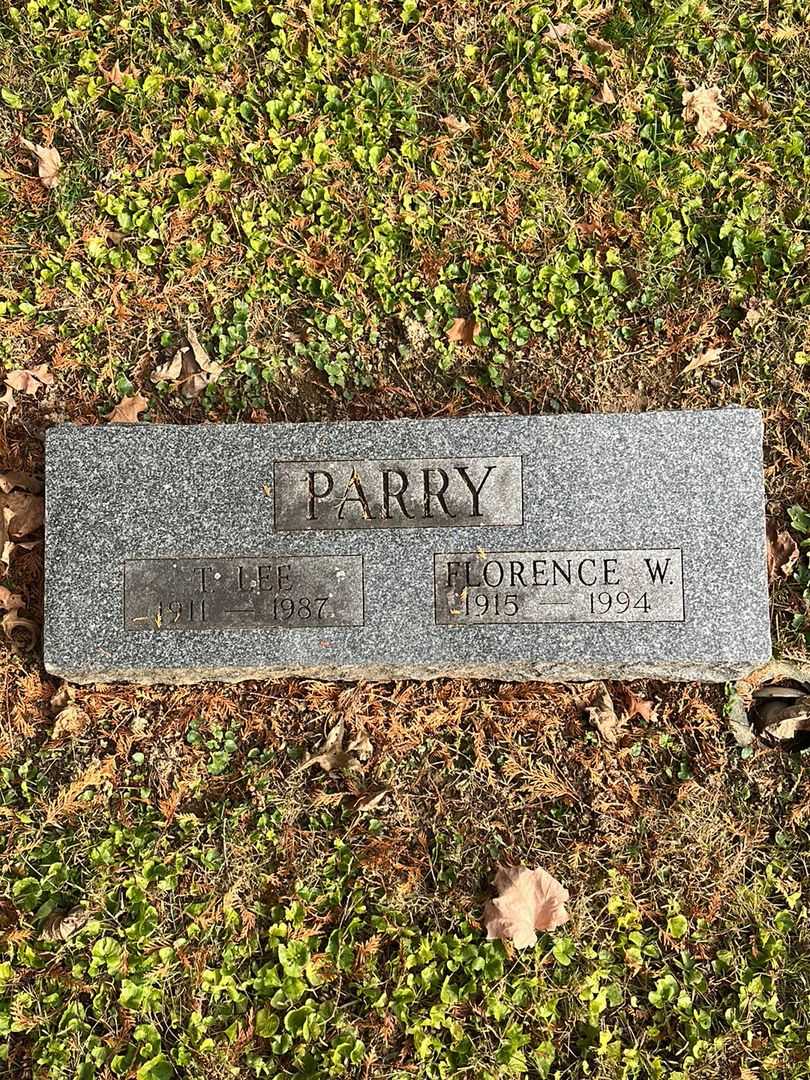 PARRY
T. LEE
1911 — 1987
FLORENCE W.
1915 — 1994